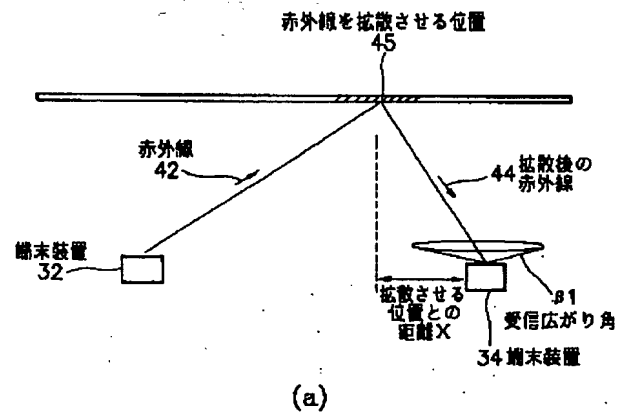 赤外線を拡散させる位置
45
赤外線
42
44 拡散後の
赤外線
端末装置
32
拡散させる
位置との
距離X
β1
受信広がり角
34 端末装置
(a)